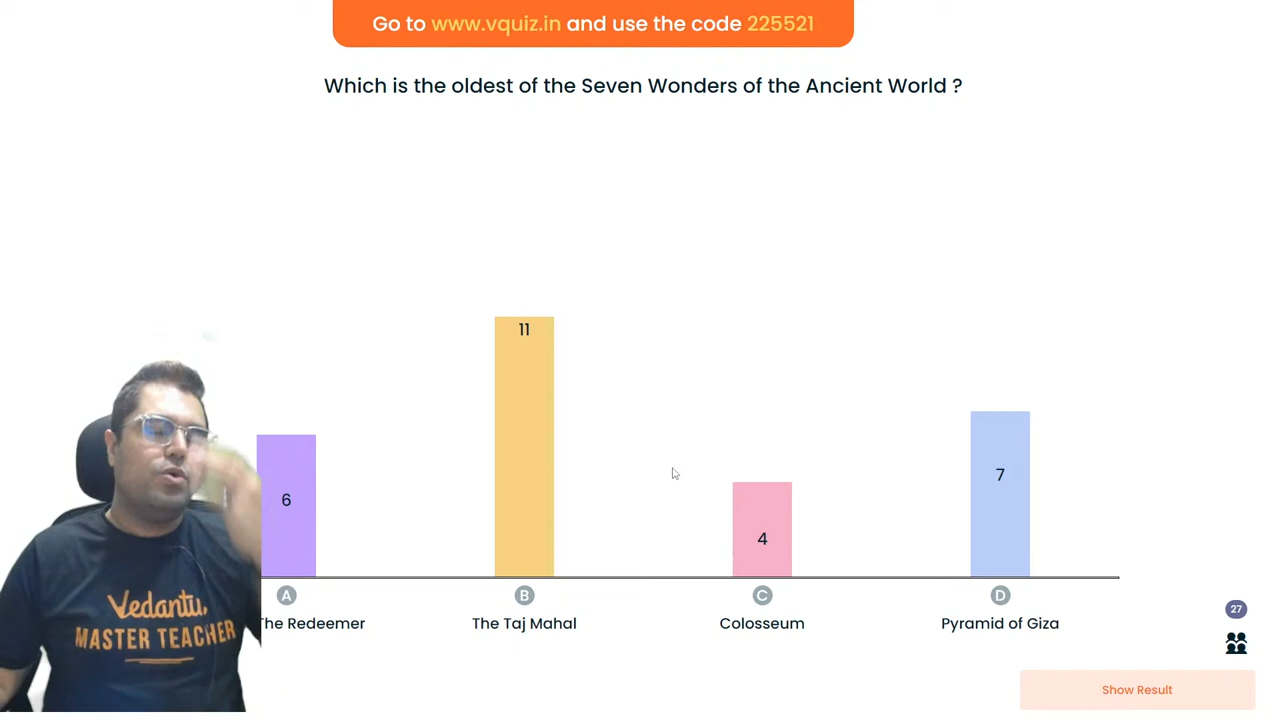 Go to www.vquiz.in and use the code 225521
Which is the oldest of the Seven Wonders of the Ancient World ?
11
6
7
4
A
B
C
D
The Redeemer
The Taj Mahal
Colosseum
Pyramid of Giza
27
Show Result
Vedantu
MASTER TEACHER